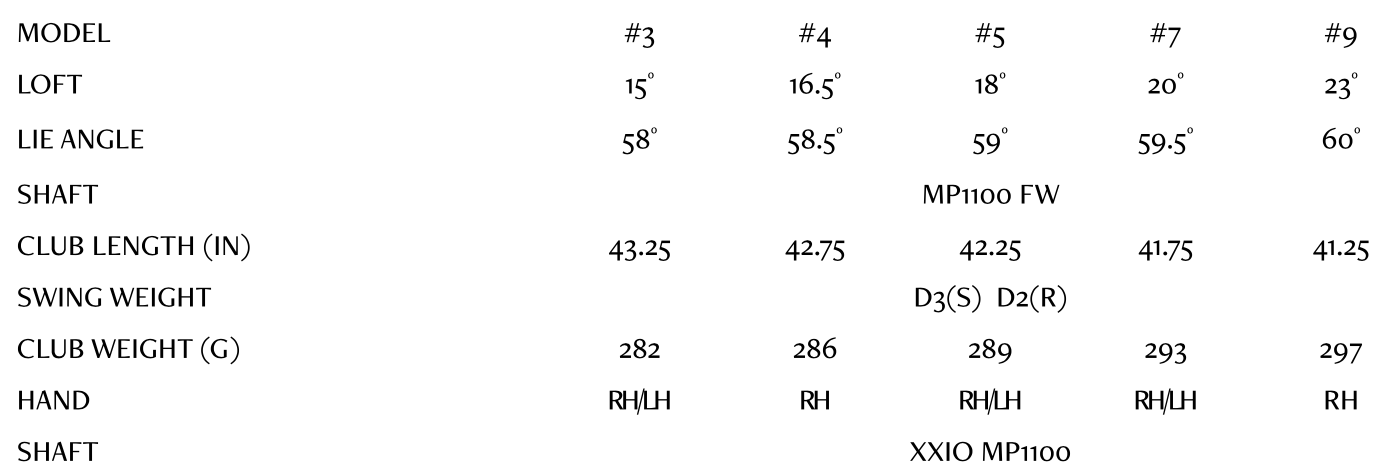 MODEL #3 #4 #5 #7 #9
LOFT 15° 16.5° 18° 20° 23°
LIE ANGLE 58° 58.5° 59° 59.5° 60°
SHAFT MP1100 FW
CLUB LENGTH (IN) 43.25 42.75 42.25 41.75 41.25
SWING WEIGHT D3(S) D2(R)
CLUB WEIGHT (G) 282 286 289 293 297
HAND RH/LH RH RH/LH RH/LH RH
SHAFT XXIO MP1100